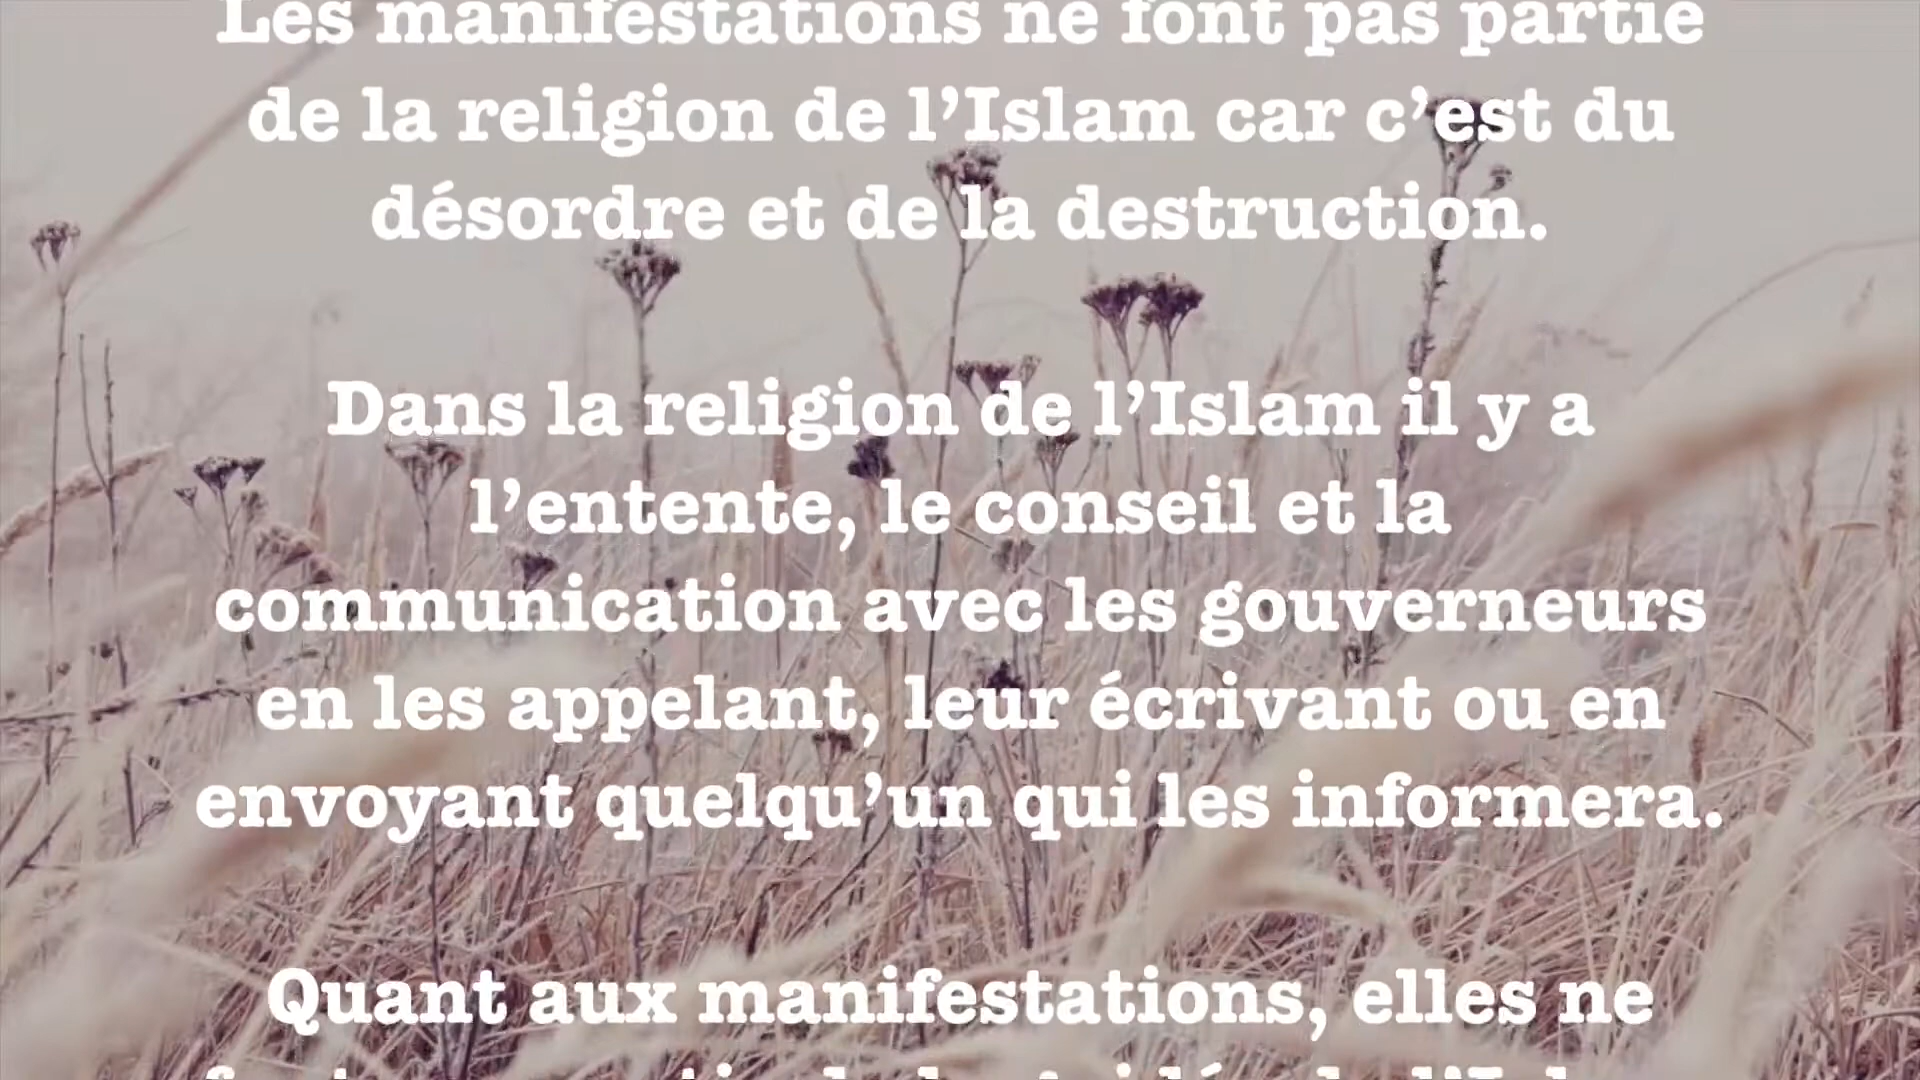 Les manifestations ne font pas partie
de la religion de l’Islam car c’est du
désordre et de la destruction.
Dans la religion de l’Islam il y a
l’entente, le conseil et la
communication avec les gouverneurs
en les appelant, leur écrivant ou en
envoyant quelqu’un qui les informera.
Quant aux manifestations, elles ne